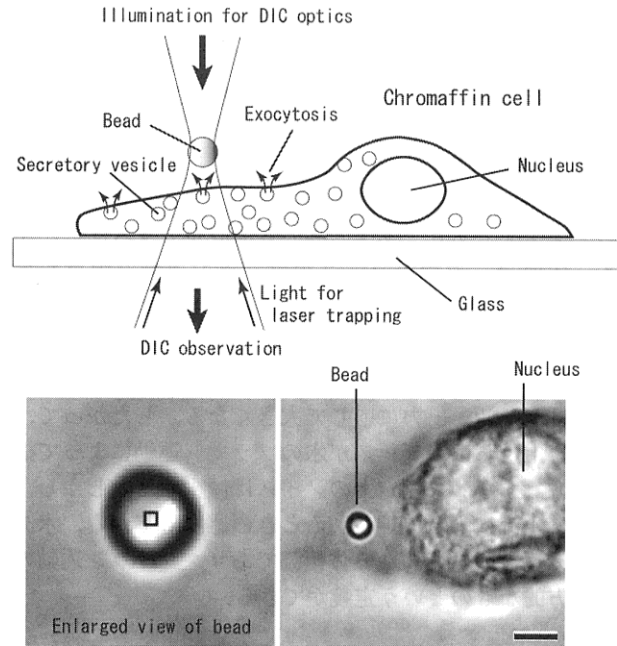 Illumination for DIC optics
Chromaffin cell
Exocytosis
Bead
Secretory vesicle
Nucleus
Light for
laser trapping
Glass
DIC observation
Bead
Nucleus
Enlarged view of bead